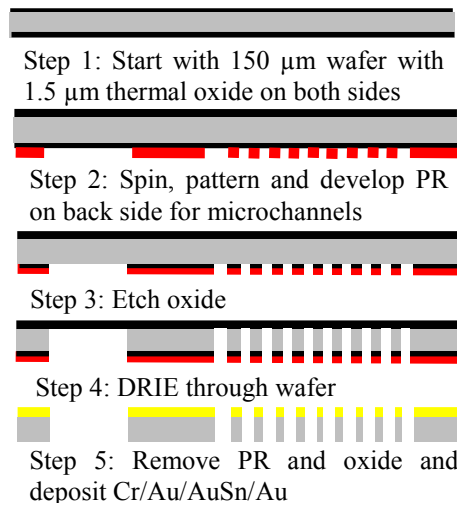 Step 1: Start with 150 µm wafer with
1.5 µm thermal oxide on both sides
Step 2: Spin, pattern and develop PR
on back side for microchannels
Step 3: Etch oxide
Step 4: DRIE through wafer
Step 5: Remove PR and oxide and
deposit Cr/Au/AuSn/Au